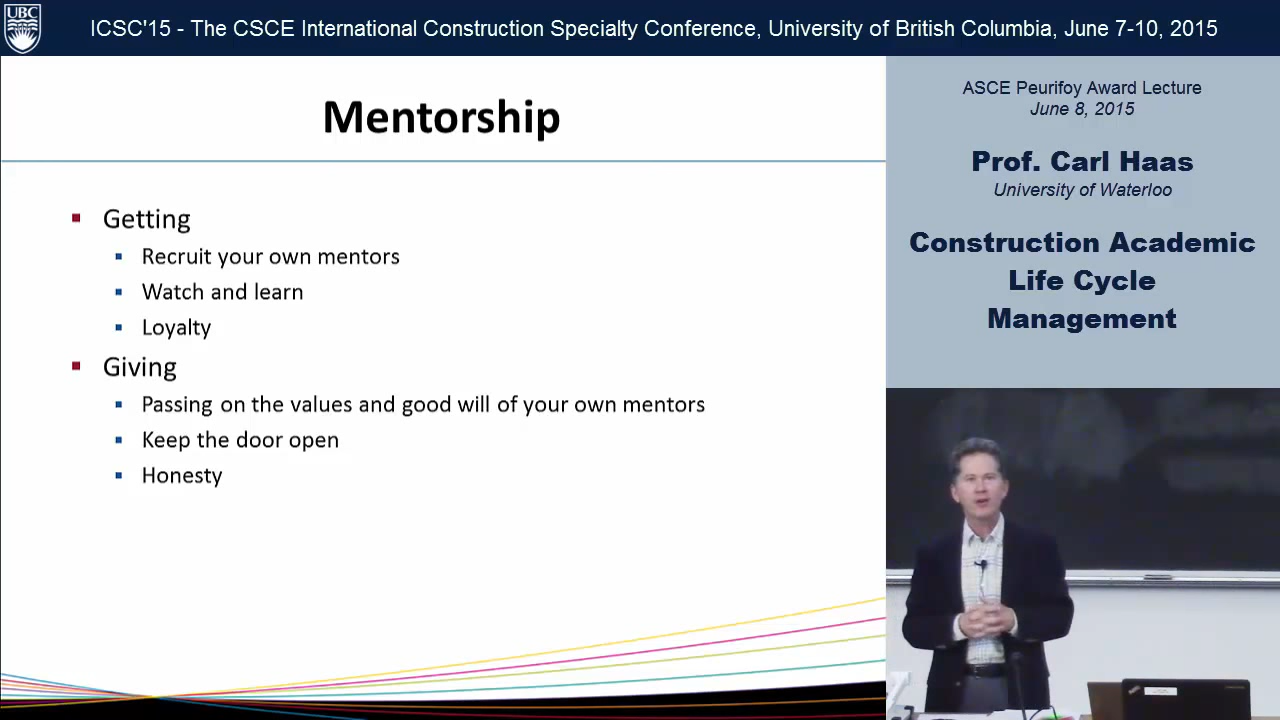 UBC
ICSC'15 - The CSCE International Construction Specialty Conference, University of British Columbia, June 7-10, 2015
Mentorship
Getting
Recruit your own mentors
Watch and learn
Loyalty
Giving
Passing on the values and good will of your own mentors
Keep the door open
Honesty
ASCE Peurifoy Award Lecture
June 8, 2015
Prof. Carl Haas
University of Waterloo
Construction Academic
Life Cycle
Management